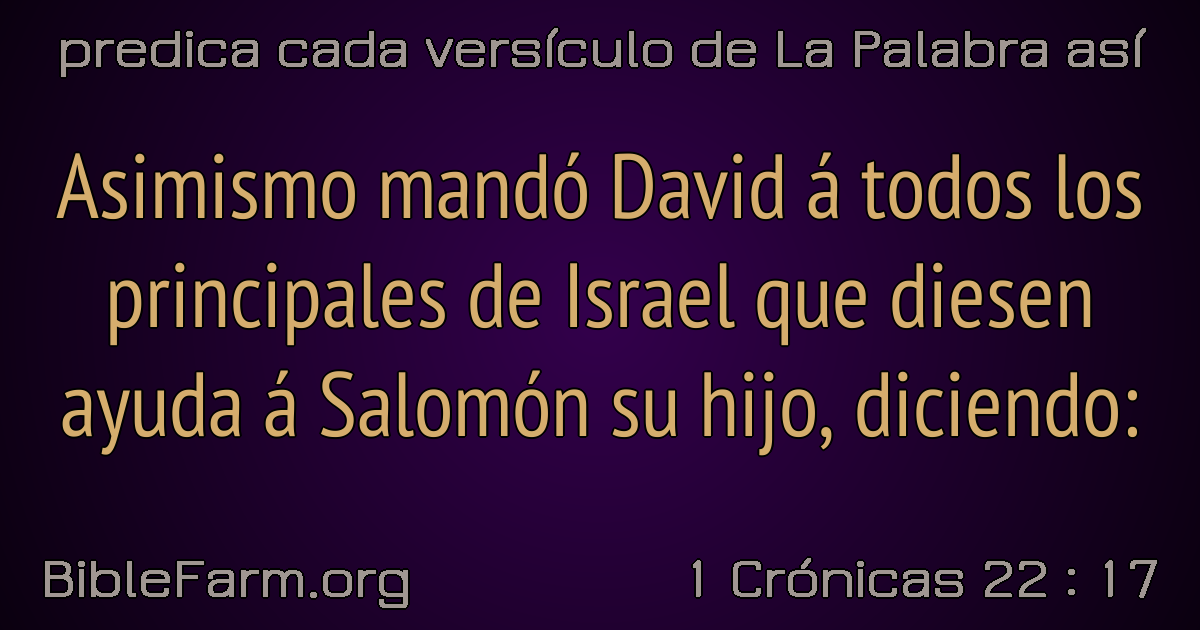 predica cada versículo de La Palabra así
Asimismo mandó David á todos los
principales de Israel que diesen
ayuda á Salomón su hijo, diciendo:
BibleFarm.org
1 Crónicas 22 : 17